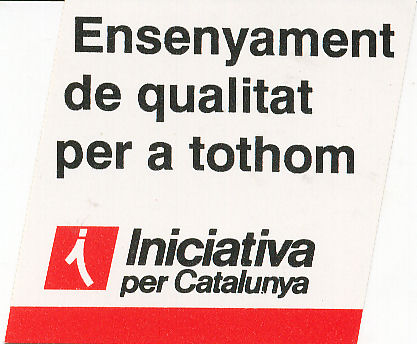 Ensenyament
de qualitat
per a tothom
Iniciativa
per Catalunya